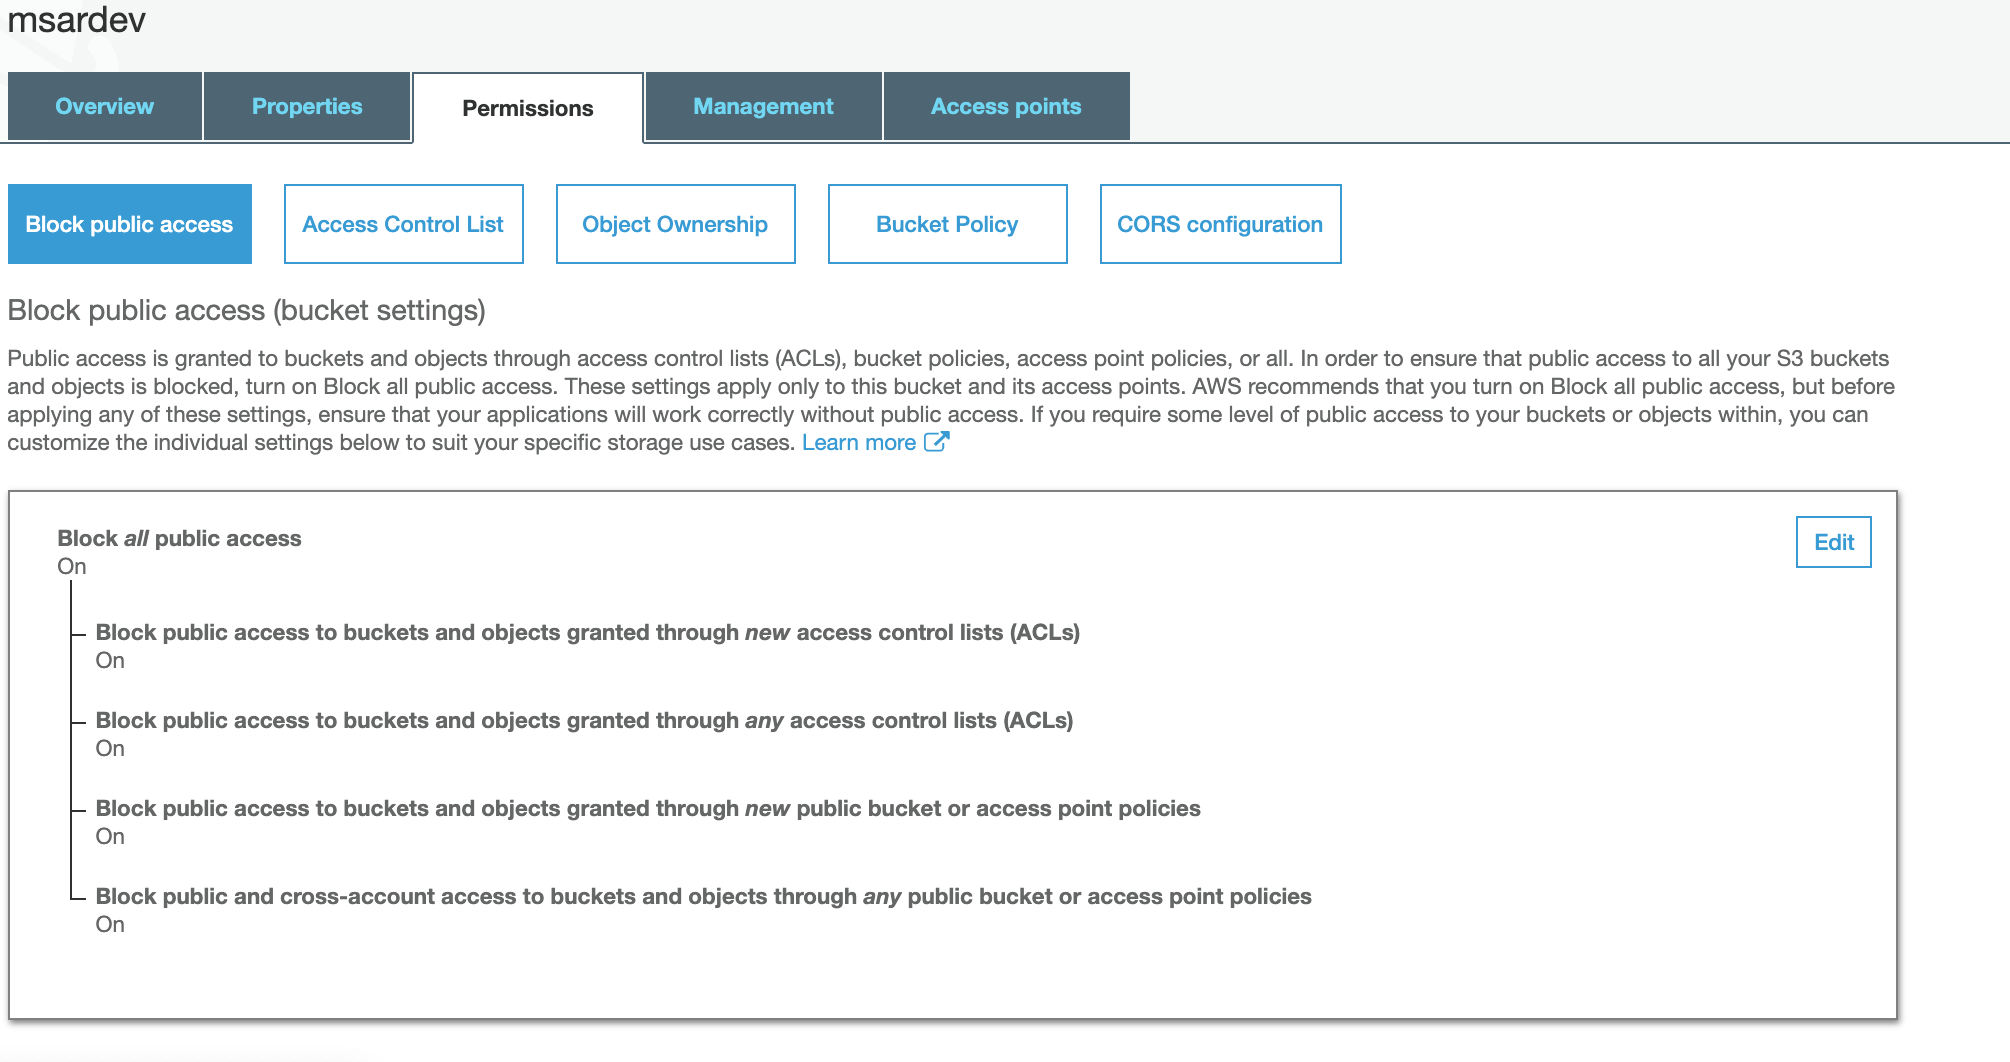 msardev
Overview Properties Permissions Management Access points
Block public access Access Control List Object Ownership Bucket Policy CORS configuration
Block public access (bucket settings)
Public access is granted to buckets and objects through access control lists (ACLs), bucket policies, access point policies, or all. In order to ensure that public access to all your S3 buckets
and objects is blocked, turn on Block all public access. These settings apply only to this bucket and its access points. AWS recommends that you turn on Block all public access, but before
applying any of these settings, ensure that your applications will work correctly without public access. If you require some level of public access to your buckets or objects within, you can
customize the individual settings below to suit your specific storage use cases. Learn more
Block all public access
Edit
On
Block public access to buckets and objects granted through new access control lists (ACLs)
On
Block public access to buckets and objects granted through any access control lists (ACLs)
On
Block public access to buckets and objects granted through new public bucket or access point policies
On
Block public and cross-account access to buckets and objects through any public bucket or access point policies
On